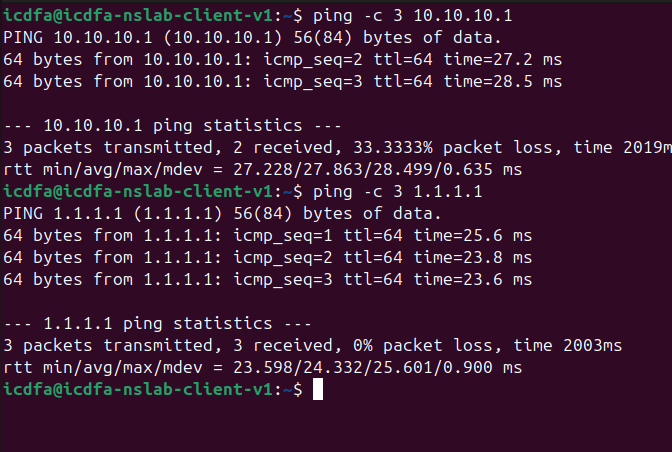 icdfa@icdfa-nslab-client-v1:~$ ping -c 3 10.10.10.1
PING 10.10.10.1 (10.10.10.1) 56(84) bytes of data.
64 bytes from 10.10.10.1: icmp_seq=2 ttl=64 time=27.2 ms
64 bytes from 10.10.10.1: icmp_seq=3 ttl=64 time=28.5 ms
--- 10.10.10.1 ping statistics ---
3 packets transmitted, 2 received, 33.3333% packet loss, time 2019m
rtt min/avg/max/mdev = 27.228/27.863/28.499/0.635 ms
icdfa@icdfa-nslab-client-v1:~$ ping -c 3 1.1.1.1
PING 1.1.1.1 (1.1.1.1) 56(84) bytes of data.
64 bytes from 1.1.1.1: icmp_seq=1 ttl=64 time=25.6 ms
64 bytes from 1.1.1.1: icmp_seq=2 ttl=64 time=23.8 ms
64 bytes from 1.1.1.1: icmp_seq=3 ttl=64 time=23.6 ms
--- 1.1.1.1 ping statistics ---
3 packets transmitted, 3 received, 0% packet loss, time 2003ms
rtt min/avg/max/mdev = 23.598/24.332/25.601/0.900 ms
icdfa@icdfa-nslab-client-v1:~$